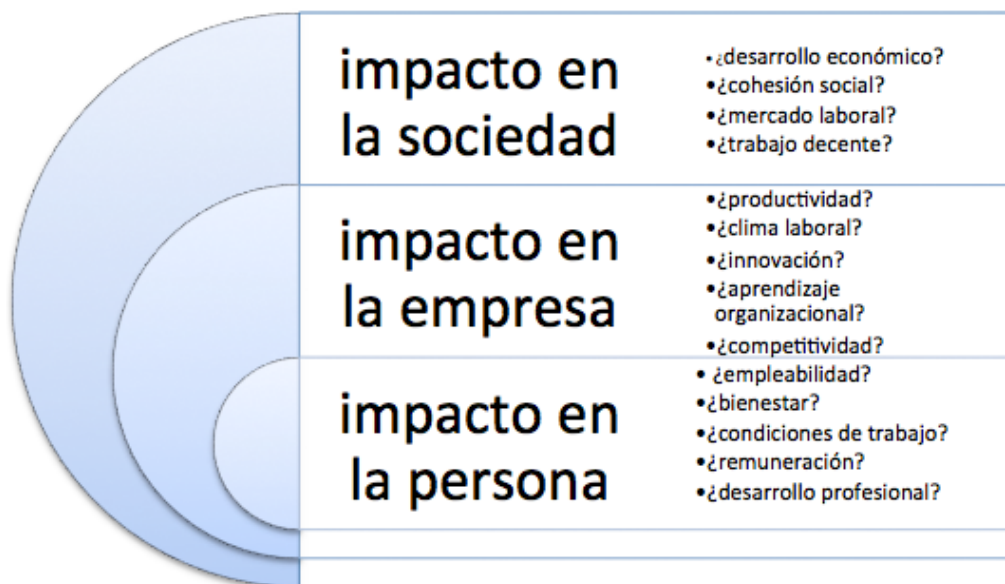 impacto en
la sociedad
• ¿desarrollo económico?
•¿cohesión social?
•¿mercado laboral?
•¿trabajo decente?
impacto en
la empresa
•¿productividad?
•¿clima laboral?
•¿innovación?
•¿aprendizaje
organizacional?
•¿competitividad?
impacto en
la persona
• ¿empleabilidad?
•¿bienestar?
•¿condiciones de trabajo?
•¿remuneración?
•¿desarrollo profesional?